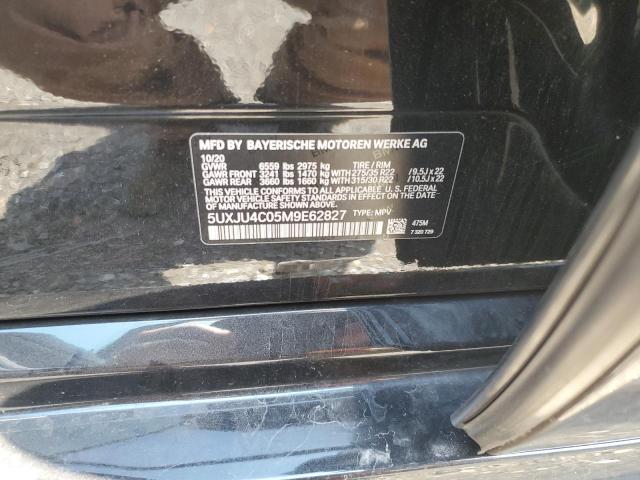 MFD BY BAYERISCHE MOTOREN WERKE AG
10/20
GVWR 6559 lbs 2975 kg TIRE / RIM
GAWR FRONT 3241 lbs 1470 kg WITH 275/35 R22 / 9.5J x 22
GAWR REAR 3660 lbs 1660 kg WITH 315/30 R22 / 10.5J x 22
THIS VEHICLE CONFORMS TO ALL APPLICABLE U.S. FEDERAL
MOTOR VEHICLE SAFETY STANDARDS IN EFFECT ON THE DATE OF
MANUFACTURE SHOWN ABOVE.
5UXJU4C05M9E62827 TYPE: MPV
475M
7 320 729